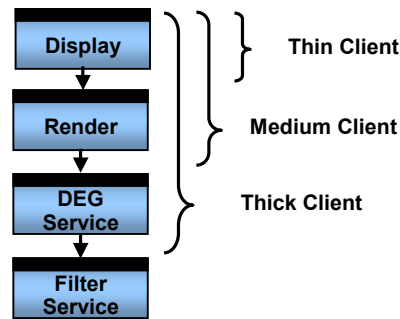 Display
Thin Client
Render
Medium Client
DEG
Service
Thick Client
Filter
Service